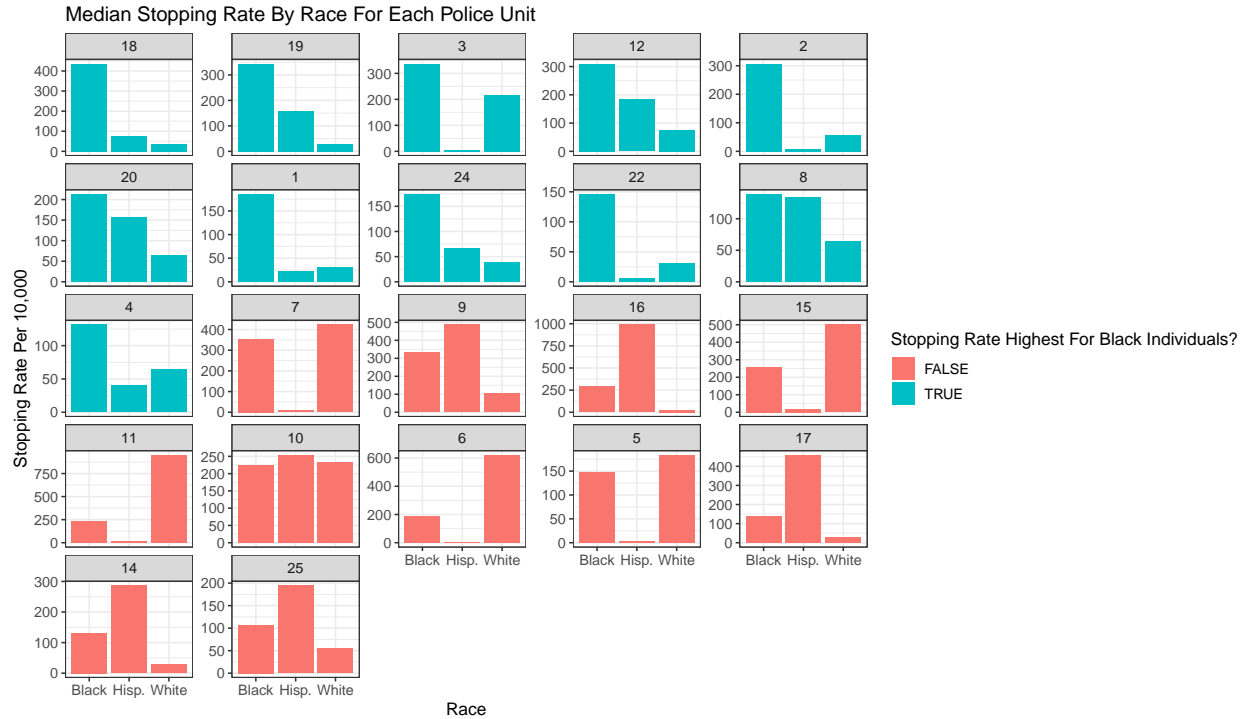 Median Stopping Rate By Race For Each Police Unit
18 19 3 12 2
400 300 200 100 0
300 200 100 0
300 200 100 0
300 200 100 0
300 200 100 0
20 1 24 22 8
200 150 100 50 0
150 100 50 0
150 100 50 0
150 100 50 0
100 50 0
4 7 9 16 15
100 50 0
400 300 200 100 0
500 400 300 200 100 0
1000 750 500 250 0
500 400 300 200 100 0
11 10 6 5 17
750 500 250 0
250 200 150 100 50 0
600 400 200 0
150 100 50 0
400 300 200 100 0
Black Hisp. White
Black Hisp. White
Black Hisp. White
14 25
300 200 100 0
200 150 100 50 0
Black Hisp. White
Black Hisp. White
Race
Stopping Rate Per 10,000
Stopping Rate Highest For Black Individuals?
FALSE
TRUE